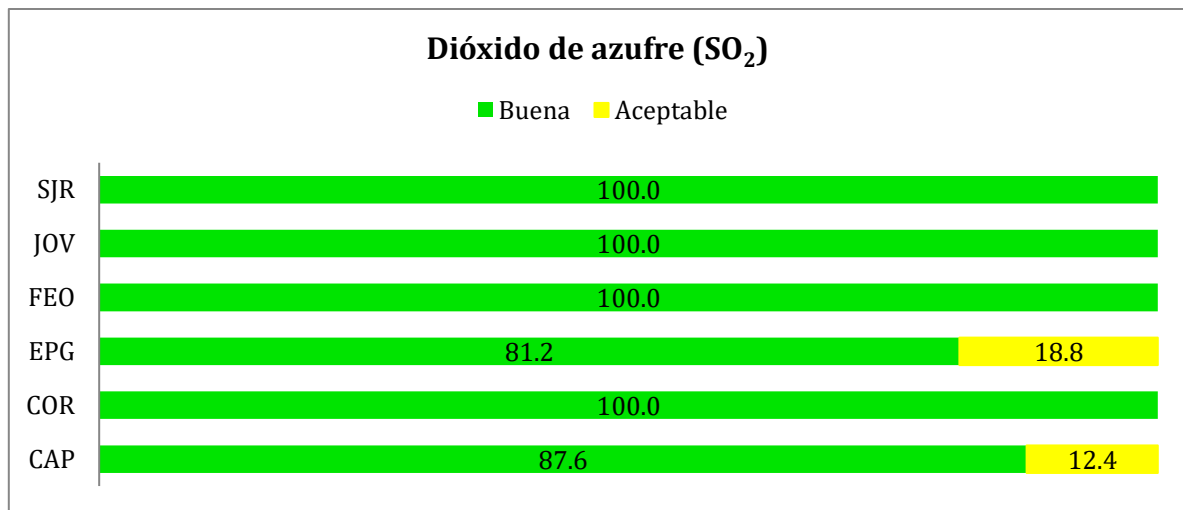 Dióxido de azufre (SO₂)
Buena Aceptable
SJR 100.0
JOV 100.0
FEO 100.0
EPG 81.2 18.8
COR 100.0
CAP 87.6 12.4